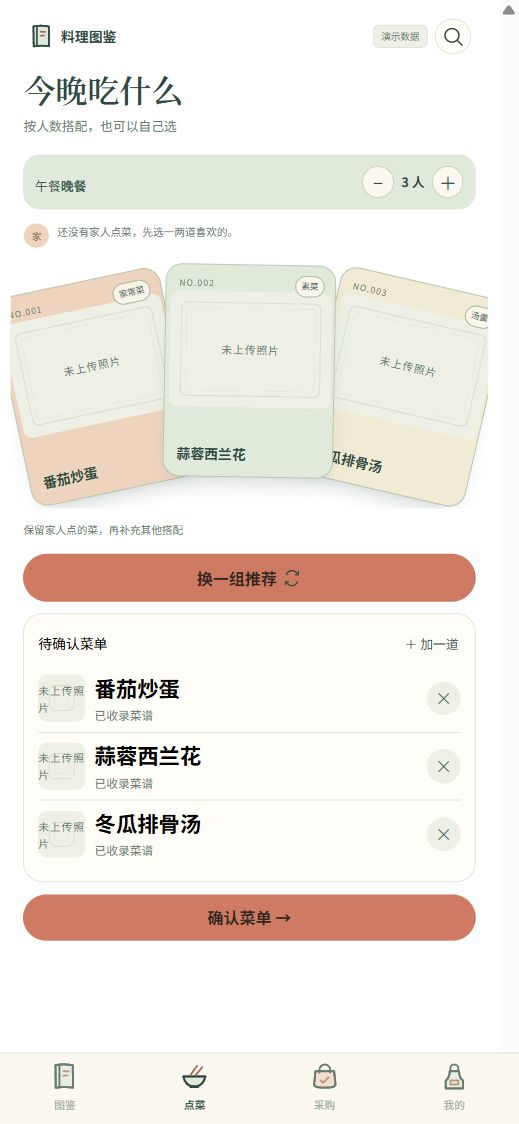 料理图鉴
演示数据
今晚吃什么
按人数搭配，也可以自己选
午餐晚餐
3 人
家
还没有家人点菜，先选一两道喜欢的。
NO.001
家常菜
未上传照片
番茄炒蛋
NO.002
素菜
未上传照片
蒜蓉西兰花
NO.003
汤羹
未上传照片
瓜排骨汤
保留家人点的菜，再补充其他搭配
换一组推荐
待确认菜单
＋ 加一道
未上传照
片
番茄炒蛋
已收录菜谱
未上传照
片
蒜蓉西兰花
已收录菜谱
未上传照
片
冬瓜排骨汤
已收录菜谱
确认菜单 →
图鉴
点菜
采购
我的